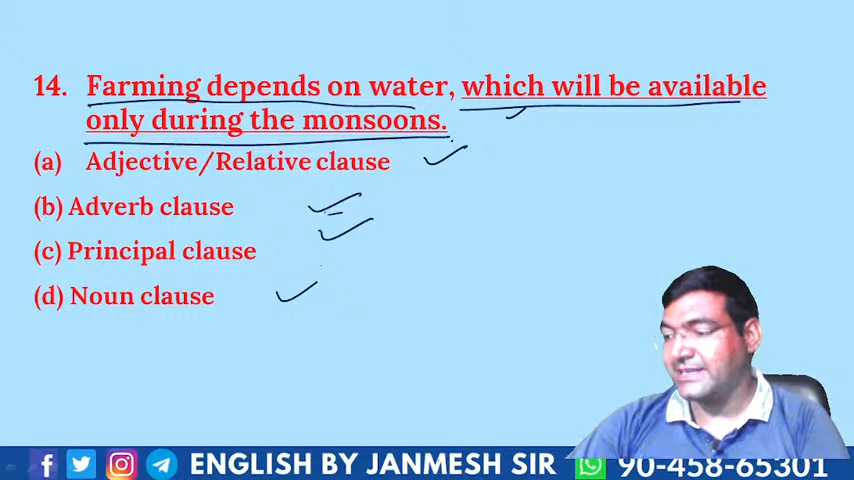 14. Farming depends on water, which will be available
only during the monsoons.
(a) Adjective/Relative clause
(b) Adverb clause
(c) Principal clause
(d) Noun clause
ENGLISH BY JANMESH SIR 90-458-65301